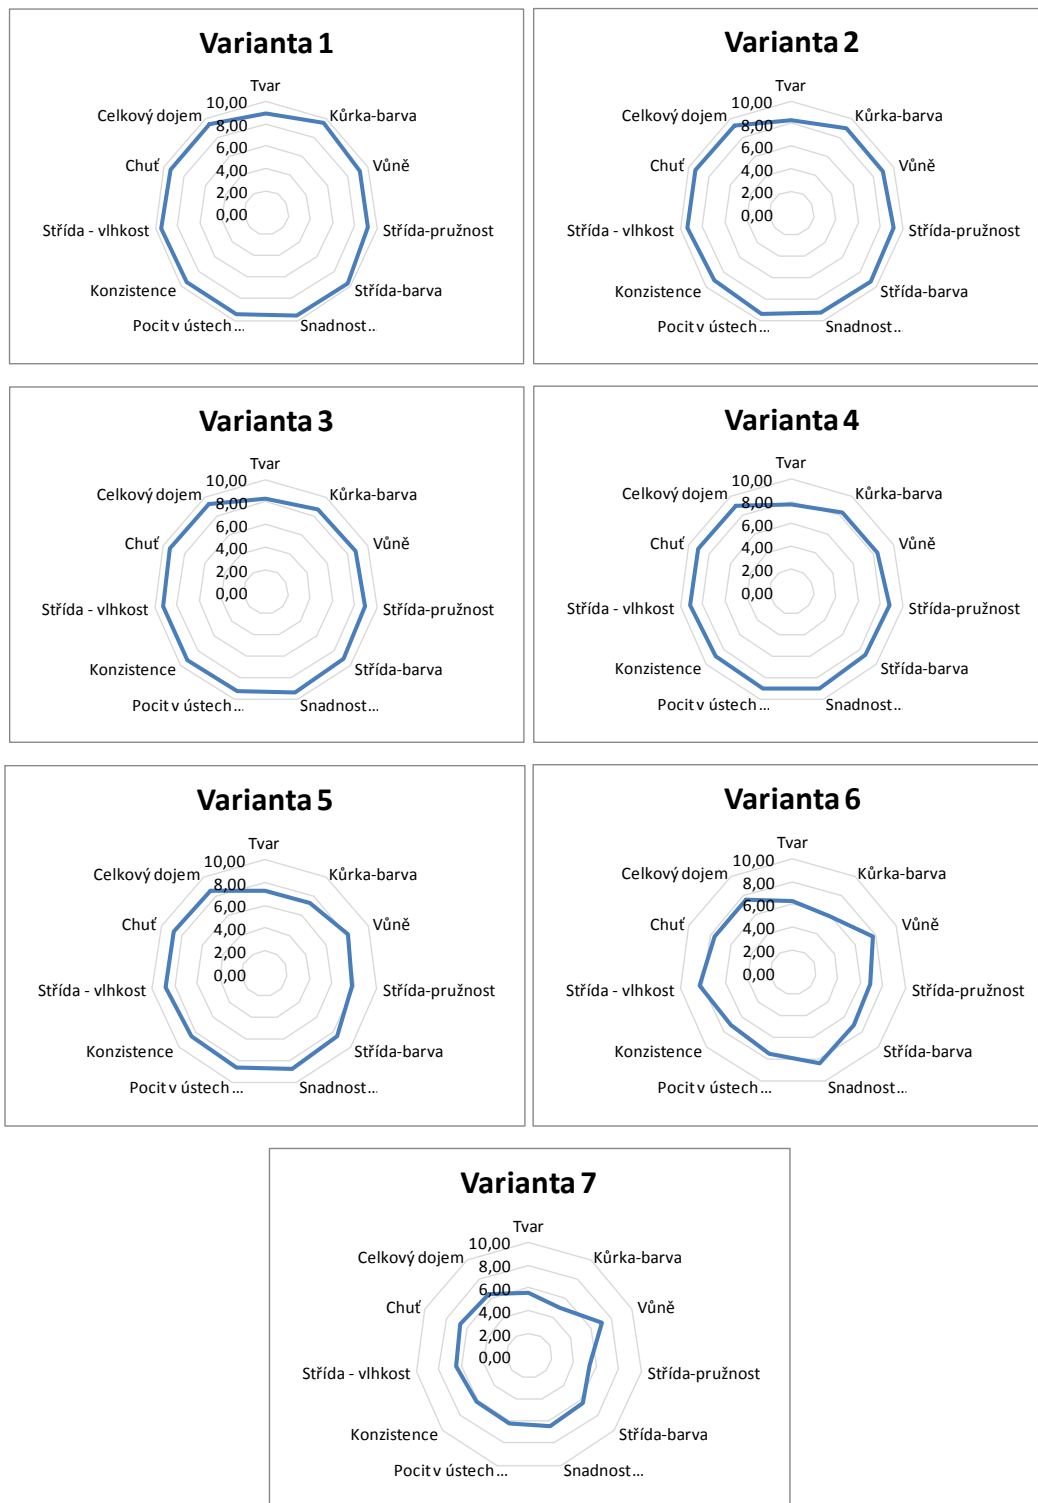 Varianta 1
Tvar
10,00
Celkový dojem
Kůrka-barva
8,00
6,00
Chuť
Vůně
4,00
2,00
0,00
Střída - vlhkost
Střída-pružnost
Konzistence
Střída-barva
Pocit v ústech ...
Snadnost...
Varianta 2
Tvar
10,00
Celkový dojem
Kůrka-barva
8,00
6,00
Chuť
Vůně
4,00
2,00
0,00
Střída - vlhkost
Střída-pružnost
Konzistence
Střída-barva
Pocit v ústech ...
Snadnost...
Varianta 3
Tvar
10,00
Celkový dojem
Kůrka-barva
8,00
6,00
Chuť
Vůně
4,00
2,00
0,00
Střída - vlhkost
Střída-pružnost
Konzistence
Střída-barva
Pocit v ústech ...
Snadnost...
Varianta 4
Tvar
10,00
Celkový dojem
Kůrka-barva
8,00
6,00
Chuť
Vůně
4,00
2,00
0,00
Střída - vlhkost
Střída-pružnost
Konzistence
Střída-barva
Pocit v ústech ...
Snadnost...
Varianta 5
Tvar
10,00
Celkový dojem
Kůrka-barva
8,00
6,00
Chuť
Vůně
4,00
2,00
0,00
Střída - vlhkost
Střída-pružnost
Konzistence
Střída-barva
Pocit v ústech ...
Snadnost...
Varianta 6
Tvar
10,00
Celkový dojem
Kůrka-barva
8,00
6,00
Chuť
Vůně
4,00
2,00
0,00
Střída - vlhkost
Střída-pružnost
Konzistence
Střída-barva
Pocit v ústech ...
Snadnost...
Varianta 7
Tvar
10,00
Celkový dojem
Kůrka-barva
8,00
6,00
Chuť
Vůně
4,00
2,00
0,00
Střída - vlhkost
Střída-pružnost
Konzistence
Střída-barva
Pocit v ústech ...
Snadnost...